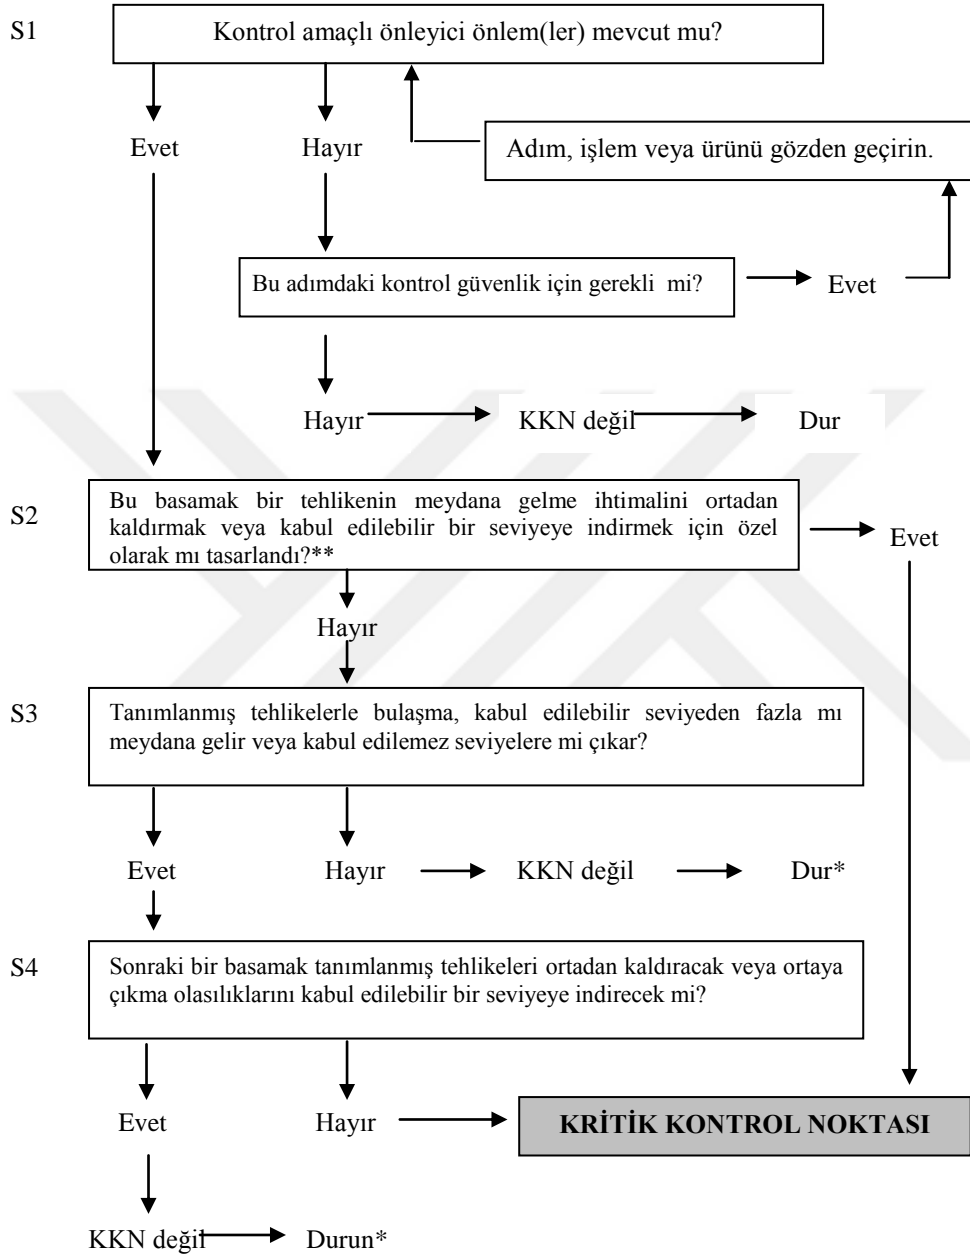 S1
Kontrol amaçlı önleyici önlem(ler) mevcut mu?
Evet
Hayır
Adım, işlem veya ürünü gözden geçirin.
Bu adımdaki kontrol güvenlik için gerekli mi?
Evet
Hayır
KKN değil
Dur
S2
Bu basamak bir tehlikenin meydana gelme ihtimalini ortadan
kaldırmak veya kabul edilebilir bir seviyeye indirmek için özel
olarak mı tasarlandı?**
Evet
Hayır
S3
Tanımlanmış tehlikelerle bulaşma, kabul edilebilir seviyeden fazla mı
meydana gelir veya kabul edilemez seviyelere mi çıkar?
Evet
Hayır
KKN değil
Dur*
S4
Sonraki bir basamak tanımlanmış tehlikeleri ortadan kaldıracak veya ortaya
çıkma olasılıklarını kabul edilebilir bir seviyeye indirecek mi?
Evet
Hayır
KRİTİK KONTROL NOKTASI
KKN değil
Durun*